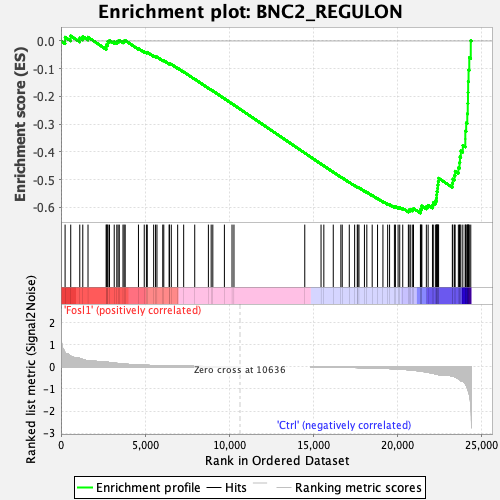 Enrichment plot: BNC2_REGULON
Enrichment score (ES)
0.0
-0.1
-0.2
-0.3
-0.4
-0.5
-0.6
'Fosl1' (positively correlated)
Ranked list metric (Signal2Noise)
2
1
0
-1
-2
-3
Zero cross at 10636
'Ctrl' (negatively correlated)
0 5,000 10,000 15,000 20,000 25,000
Rank in Ordered Dataset
Enrichment profile Hits Ranking metric scores